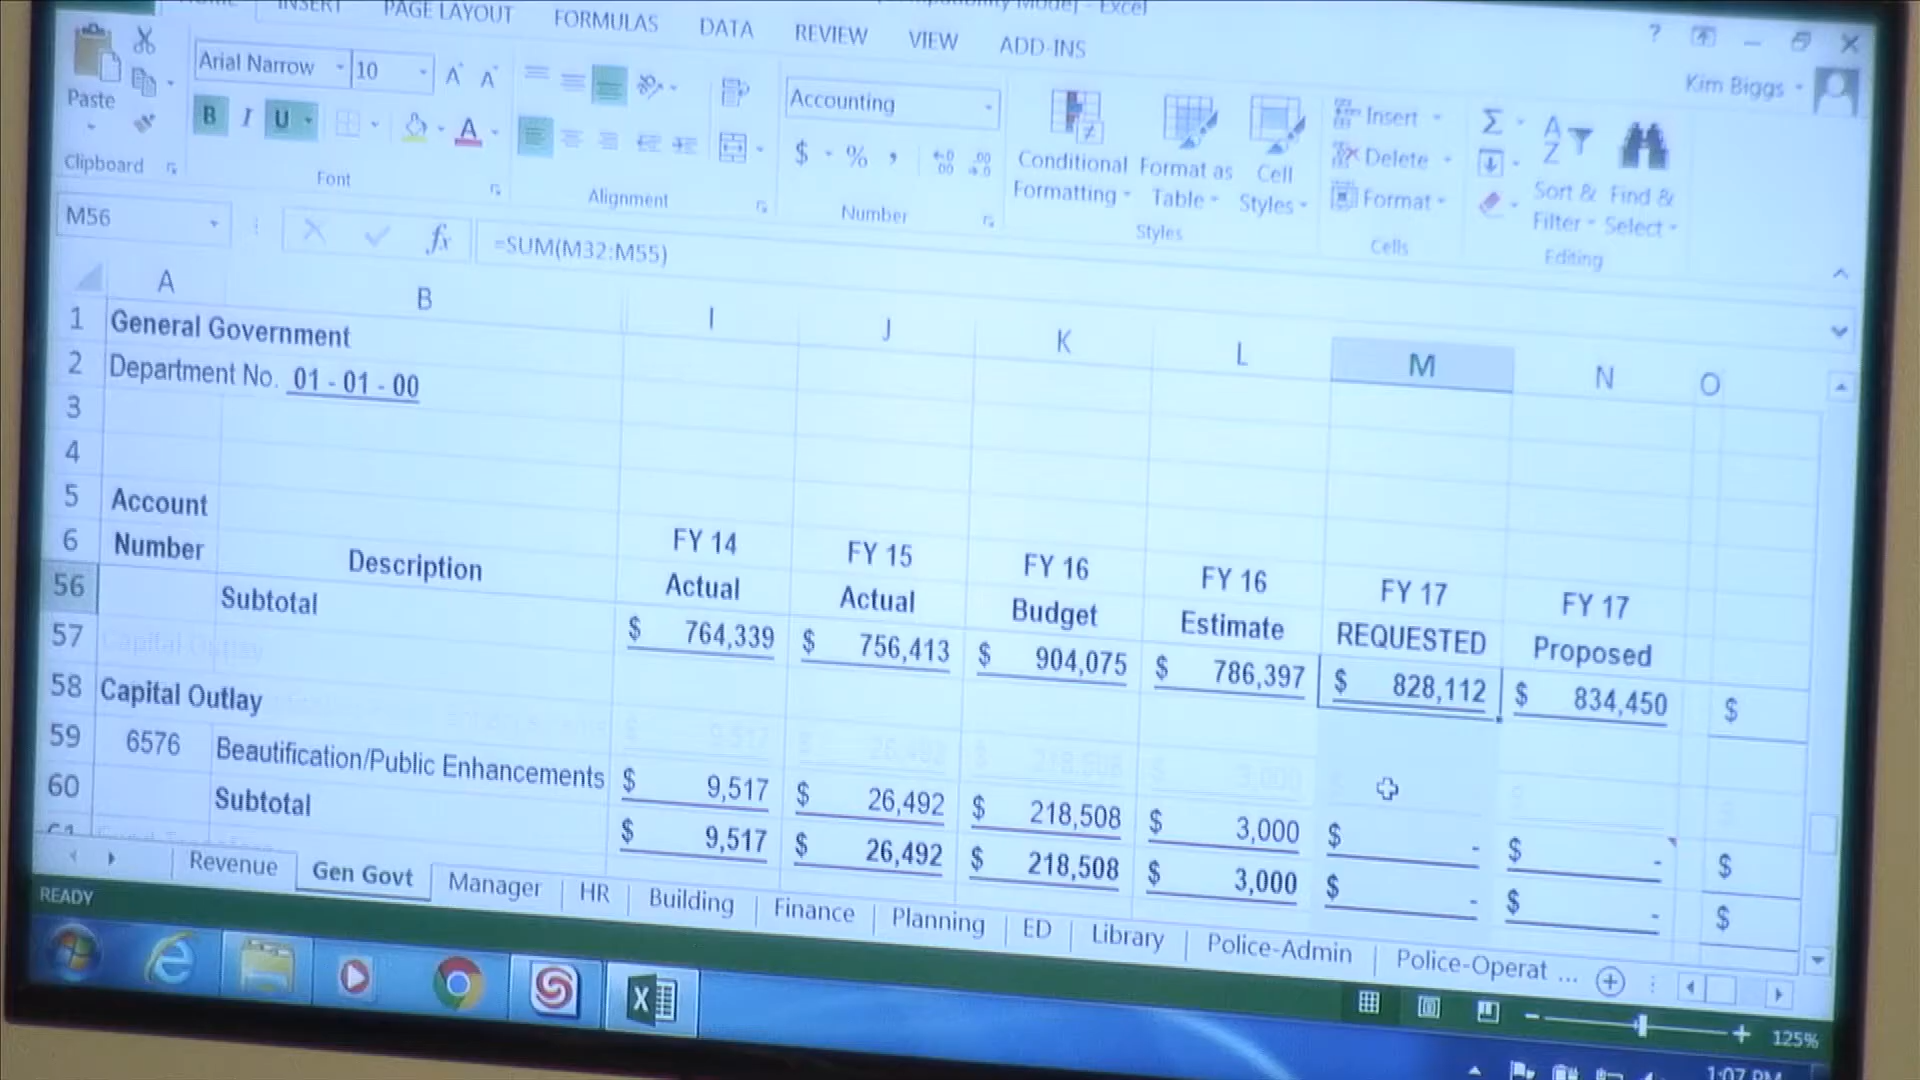 INSERT PAGE LAYOUT FORMULAS DATA REVIEW VIEW ADD-INS
Excel
Kim Biggs
Paste
Clipboard
Arial Narrow 10
B I U A
Font
Alignment
Accounting
$ % ,
Number
Conditional Formatting
Format as Table
Cell Styles
Styles
Insert
Delete
Format
Cells
Sort & Filter
Find & Select
Editing
M56 fx =SUM(M32:M55)
A B I J K L M N O
1 General Government
2 Department No. 01 - 01 - 00
3
4
5 Account
6 Number Description FY 14 Actual FY 15 Actual FY 16 Budget FY 16 Estimate FY 17 REQUESTED FY 17 Proposed
56 Subtotal $ 764,339 $ 756,413 $ 904,075 $ 786,397 $ 828,112 $ 834,450 $
57
58 Capital Outlay
59 6576 Beautification/Public Enhancements $ 9,517 $ 26,492 $ 218,508 $ 3,000 $ - $ - $
60 Subtotal $ 9,517 $ 26,492 $ 218,508 $ 3,000 $ - $ - $
Revenue Gen Govt Manager HR Building Finance Planning ED Library Police-Admin Police-Operat ...
READY
125%
1:07 PM